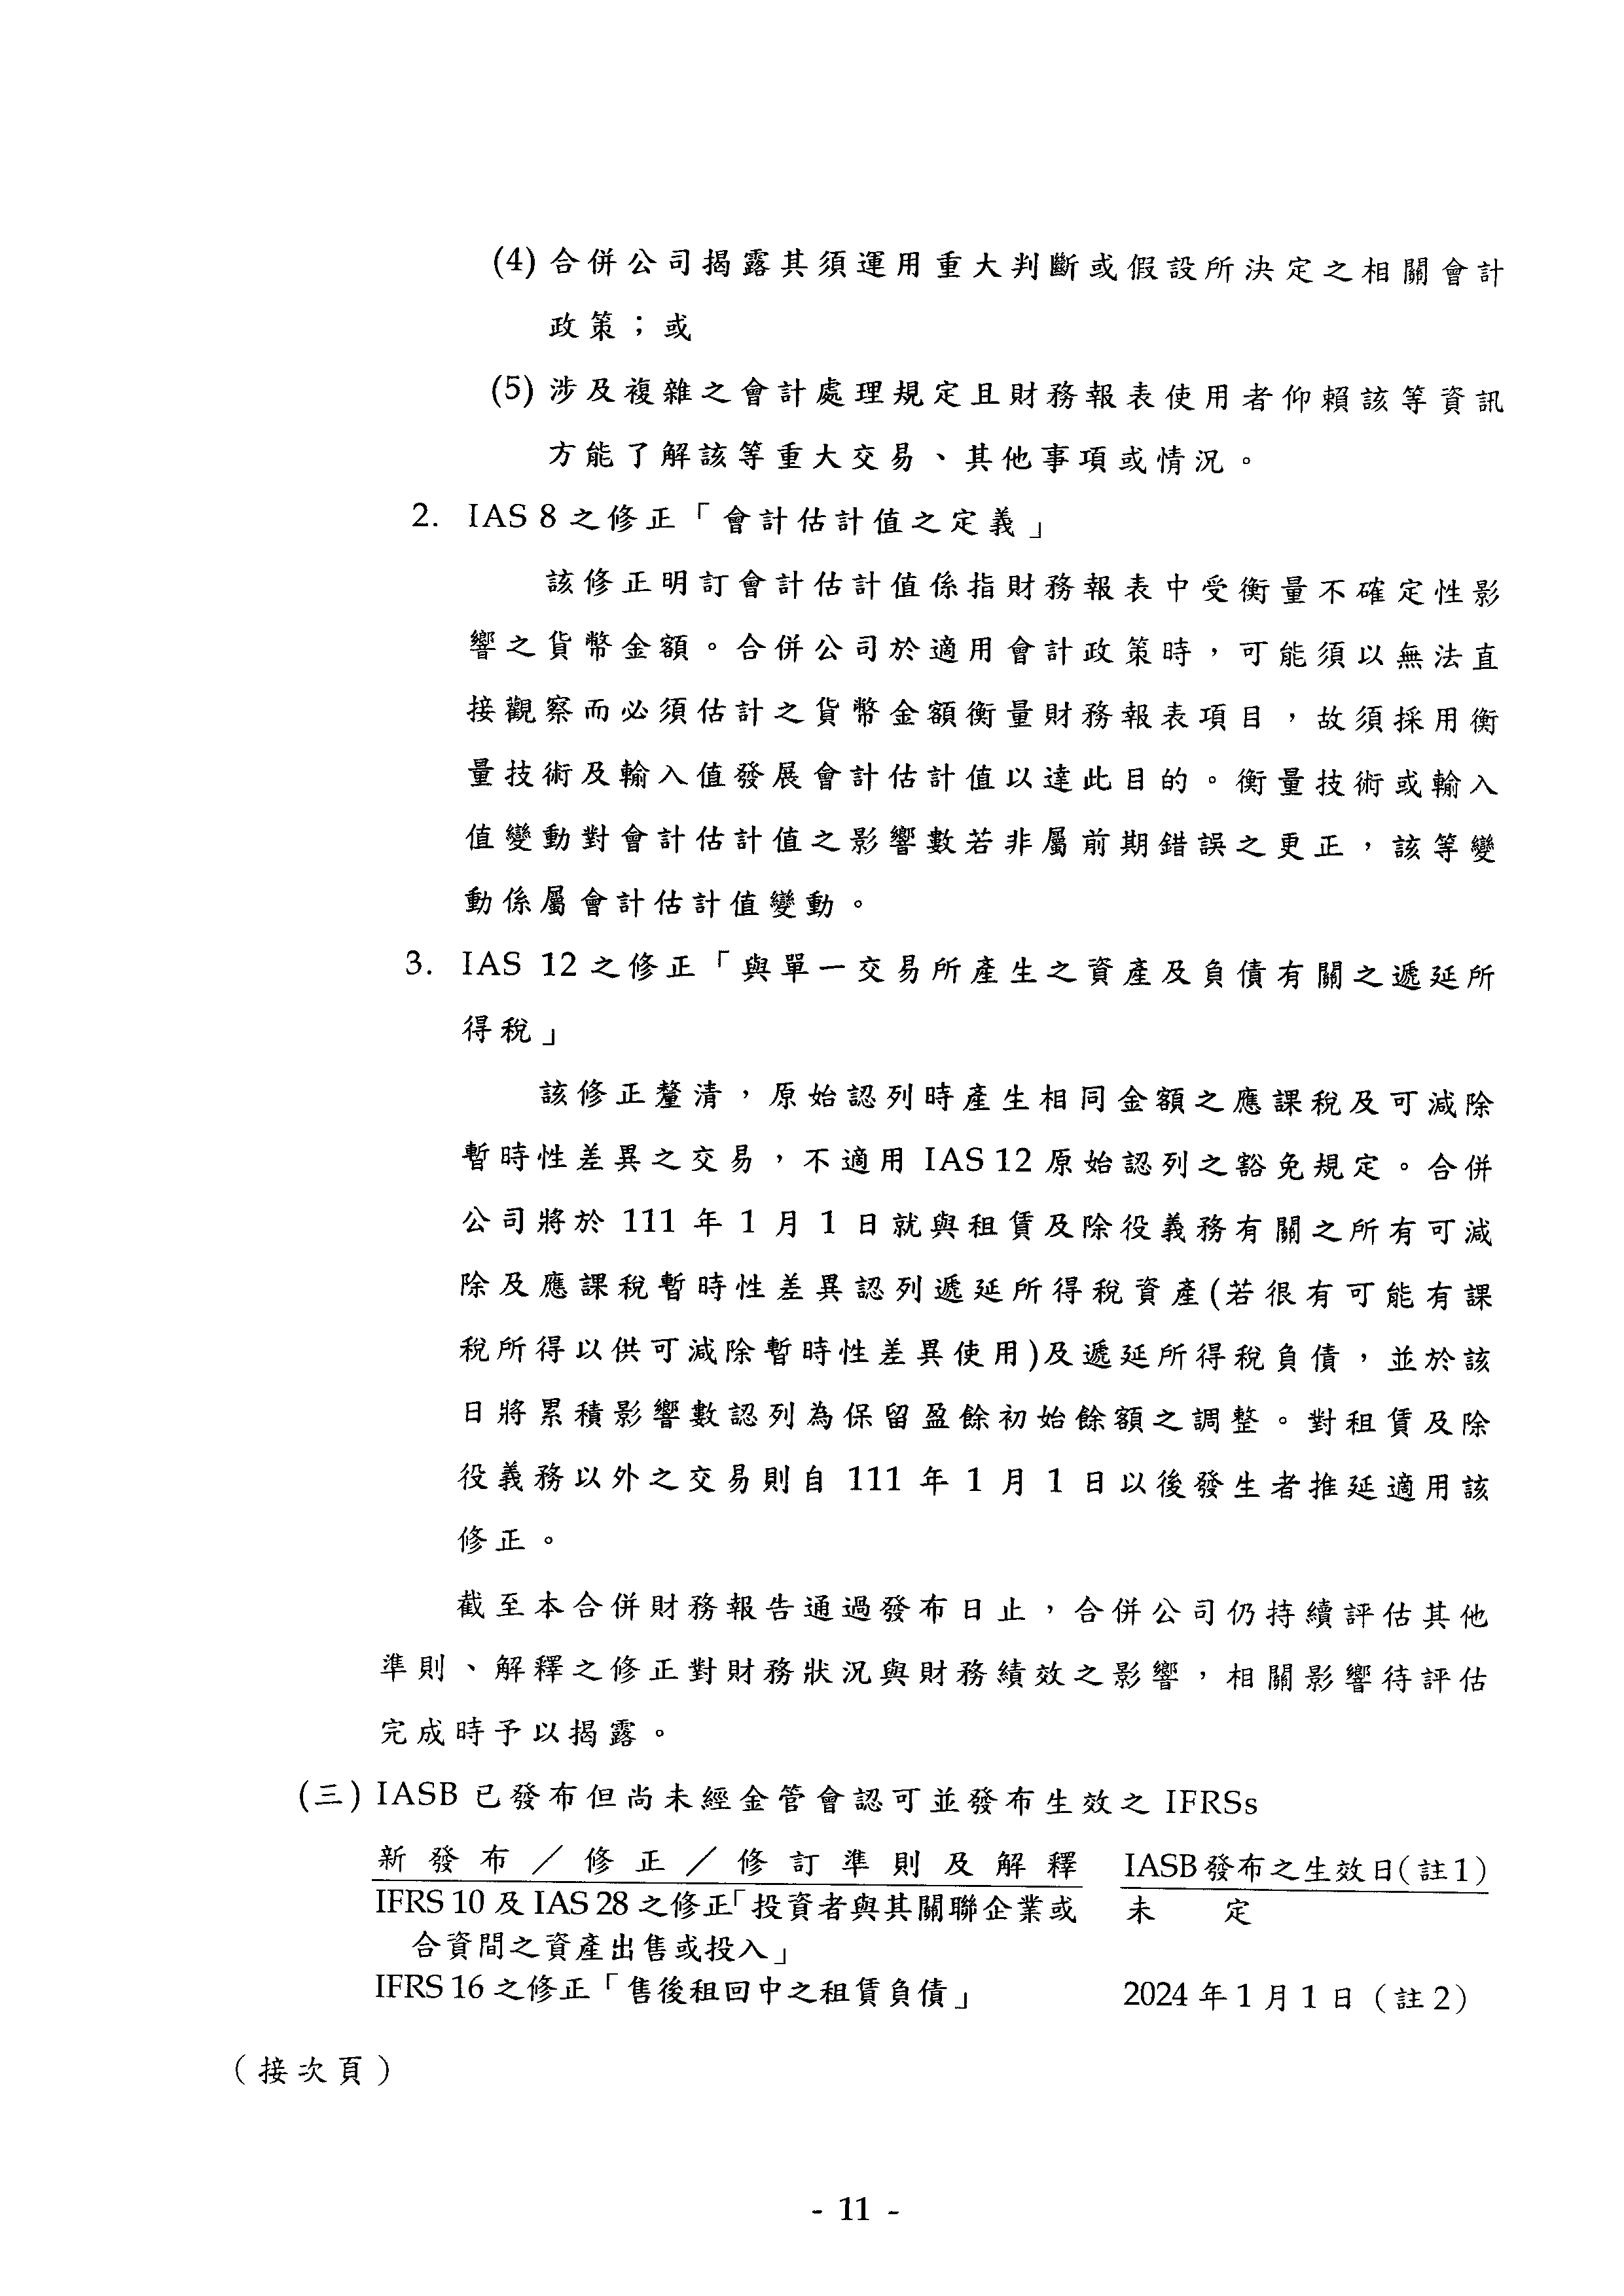 (4) 合併公司揭露其須運用重大判斷或假設所決定之相關會計
政策；或
(5) 涉及複雜之會計處理規定且財務報表使用者仰賴該等資訊
方能了解該等重大交易、其他事項或情況。
2. IAS 8 之修正「會計估計值之定義」
該修正明訂會計估計值係指財務報表中受衡量不確定性影
響之貨幣金額。合併公司於適用會計政策時，可能須以無法直
接觀察而必須估計之貨幣金額衡量財務報表項目，故須採用衡
量技術及輸入值發展會計估計值以達此目的。衡量技術或輸入
值變動對會計估計值之影響數若非屬前期錯誤之更正，該等變
動係屬會計估計值變動。
3. IAS 12 之修正「與單一交易所產生之資產及負債有關之遞延所
得稅」
該修正釐清，原始認列時產生相同金額之應課稅及可減除
暫時性差異之交易，不適用 IAS 12 原始認列之豁免規定。合併
公司將於 111 年 1 月 1 日就與租賃及除役義務有關之所有可減
除及應課稅暫時性差異認列遞延所得稅資產(若很有可能有課
稅所得以供可減除暫時性差異使用)及遞延所得稅負債，並於該
日將累積影響數認列為保留盈餘初始餘額之調整。對租賃及除
役義務以外之交易則自 111 年 1 月 1 日以後發生者推延適用該
修正。
截至本合併財務報告通過發布日止，合併公司仍持續評估其他
準則、解釋之修正對財務狀況與財務績效之影響，相關影響待評估
完成時予以揭露。
(三) IASB 已發布但尚未經金管會認可並發布生效之 IFRSs
新發布／修正／修訂準則及解釋 IASB 發布之生效日(註 1)
IFRS 10 及 IAS 28 之修正「投資者與其關聯企業或 未定
合資間之資產出售或投入」
IFRS 16 之修正「售後租回中之租賃負債」 2024 年 1 月 1 日（註 2）
（接次頁）
- 11 -